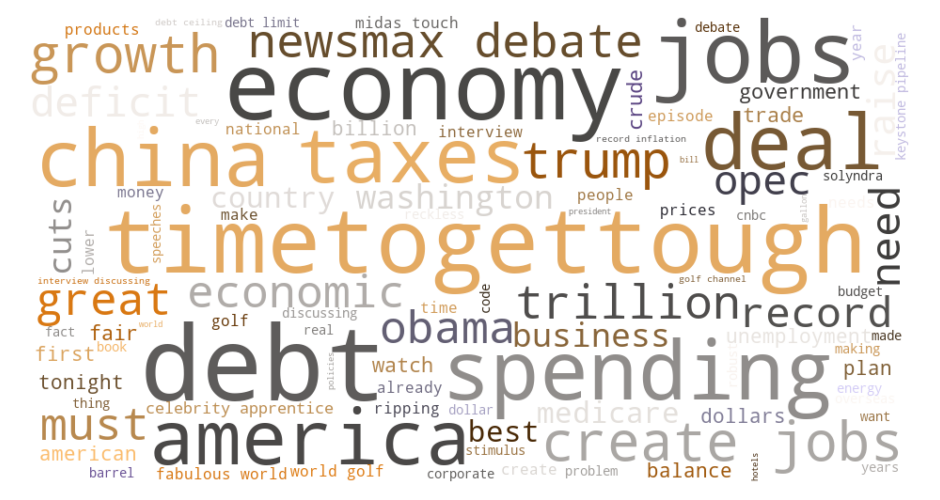 debt ceiling
debt limit
midas touch
products
newsmax debate
debate
jobs
year
keystone pipeline
growth
economy
crude
government
raise
deficit
every
national
billion
interview
episode
trade
record inflation
china
taxes
trump
bill
deal
opec
solyndra
money
country
washington
people
needs
cuts
lower
speeches
make
reckless
president
prices
cnbc
gallon
need
timetogettough
interview discussing
golf channel
great
economic
code
trillion
record
budget
fact
fair
world
golf
discussing
real
time
obama
business
unemployment
made
first
book
debt
policies
watch
spending
robust
making
plan
tonight
already
energy
overseas
thing
celebrity apprentice
ripping
dollar
medicare
dollars
want
must
america
best
create jobs
american
stimulus
barrel
fabulous world
world golf
corporate
create
problem
balance
hotels
years